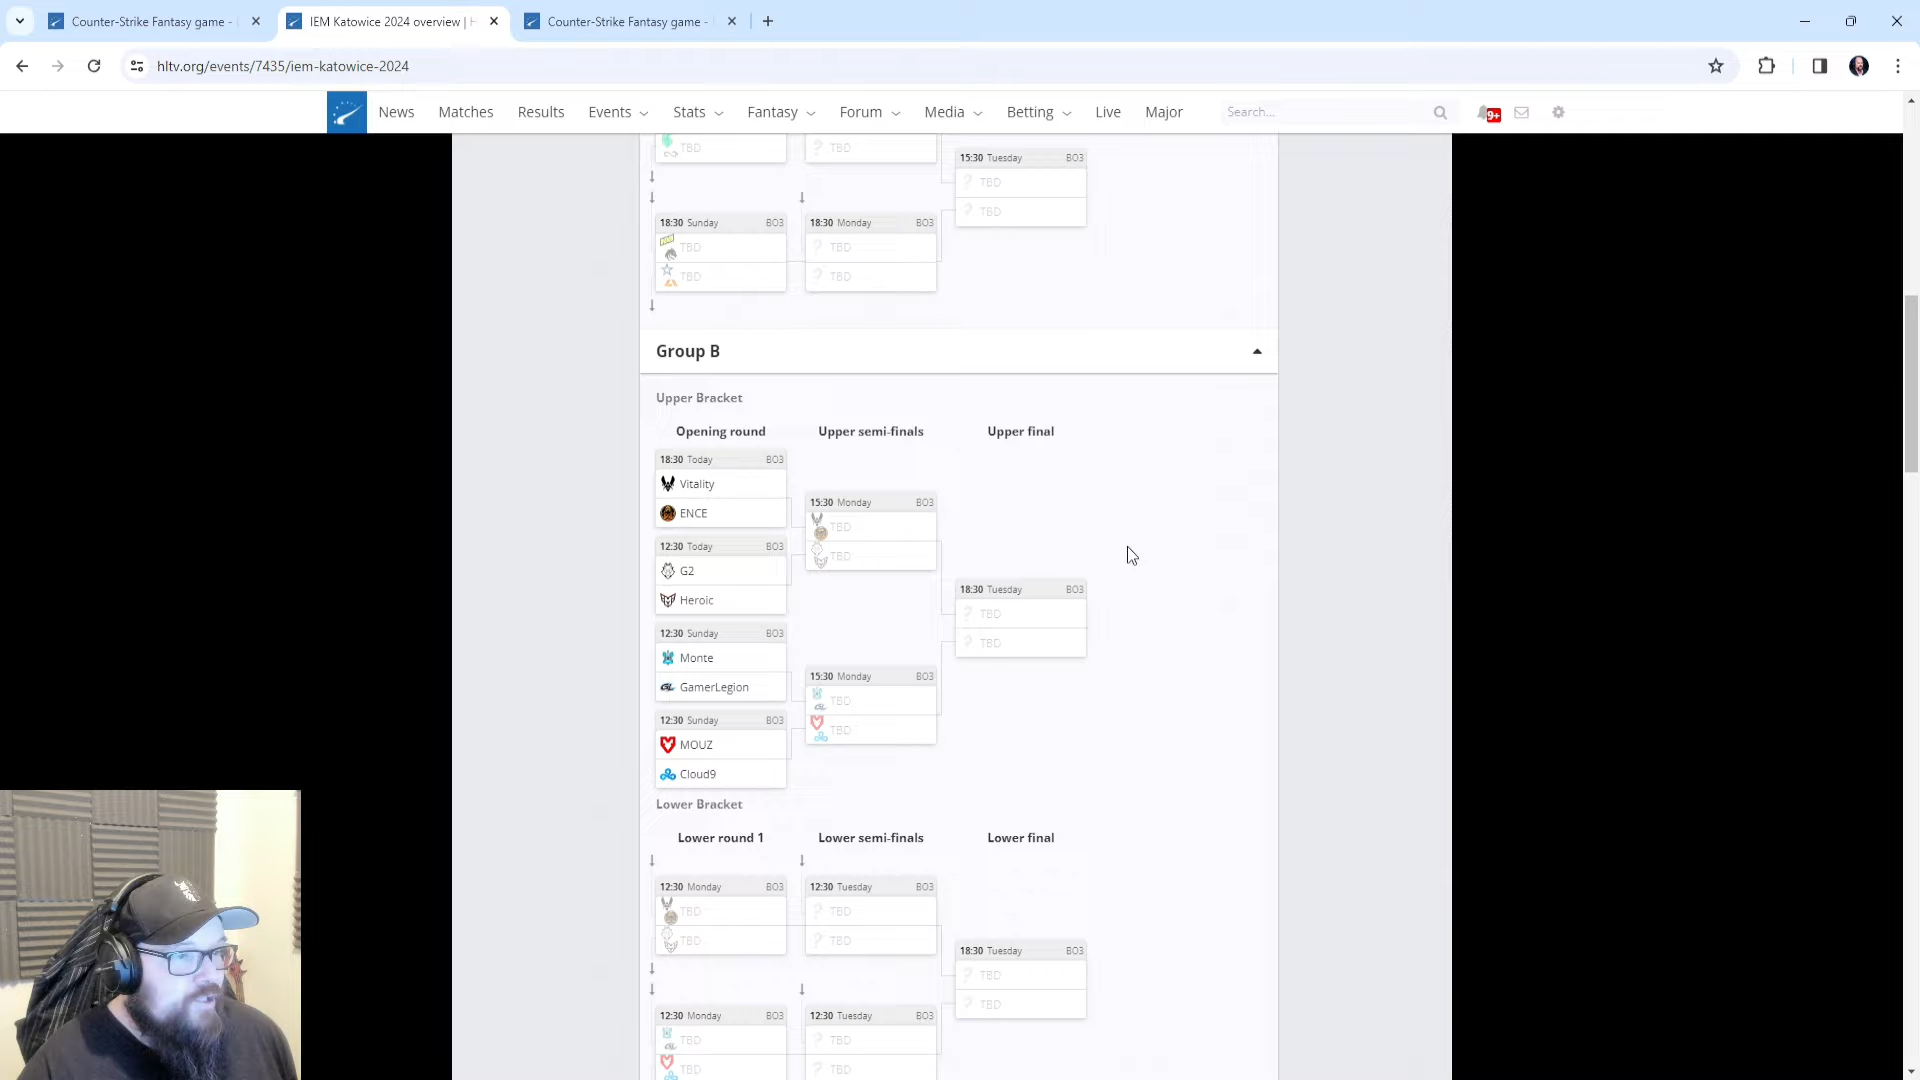 Counter-Strike Fantasy game -
IEM Katowice 2024 overview | H
Counter-Strike Fantasy game -
hltv.org/events/7435/iem-katowice-2024
News Matches Results Events Stats Fantasy Forum Media Betting Live Major Search... 9+
TBD TBD
15:30 Tuesday BO3
TBD
TBD
18:30 Sunday BO3
TBD
TBD
18:30 Monday BO3
TBD
TBD
Group B
Upper Bracket
Opening round Upper semi-finals Upper final
18:30 Today BO3
Vitality
ENCE
12:30 Today BO3
G2
Heroic
12:30 Sunday BO3
Monte
GamerLegion
12:30 Sunday BO3
MOUZ
Cloud9
15:30 Monday BO3
TBD
TBD
15:30 Monday BO3
TBD
TBD
18:30 Tuesday BO3
TBD
TBD
Lower Bracket
Lower round 1 Lower semi-finals Lower final
12:30 Monday BO3
TBD
TBD
12:30 Monday BO3
TBD
TBD
12:30 Tuesday BO3
TBD
TBD
12:30 Tuesday BO3
TBD
TBD
18:30 Tuesday BO3
TBD
TBD